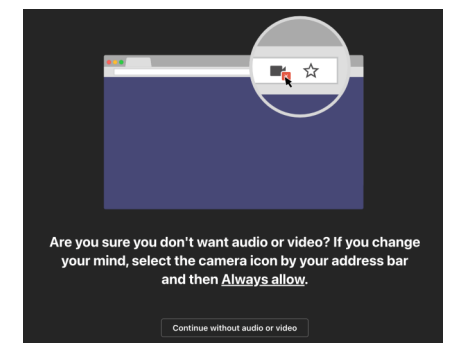 Are you sure you don't want audio or video? If you change
your mind, select the camera icon by your address bar
and then Always allow.
Continue without audio or video